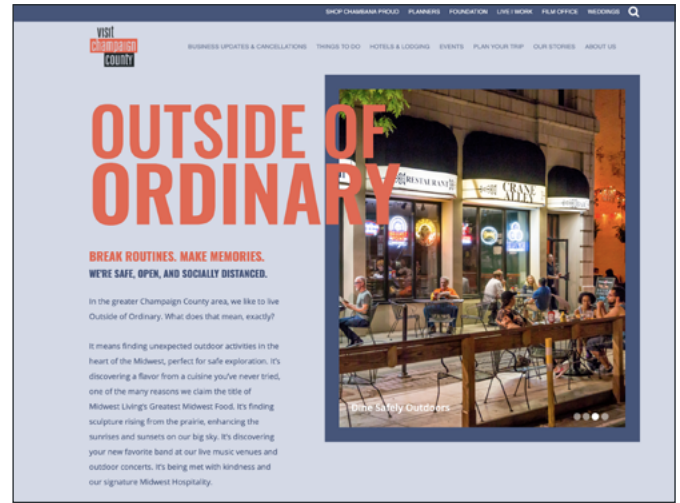 SHOP CHAMBANA PROUD PLANNERS FOUNDATION LIVE | WORK FILM OFFICE WEDDINGS
VISIT
champaign
COUNTY
BUSINESS UPDATES & CANCELLATIONS THINGS TO DO HOTELS & LODGING EVENTS PLAN YOUR TRIP OUR STORIES ABOUT US
OUTSIDE OF
ORDINARY
RESTAURANT
CRANE
ALLEY
BREAK ROUTINES. MAKE MEMORIES.
WE'RE SAFE, OPEN, AND SOCIALLY DISTANCED.
In the greater Champaign County area, we like to live
Outside of Ordinary. What does that mean, exactly?
It means finding unexpected outdoor activities in the
heart of the Midwest, perfect for safe exploration. It's
discovering a flavor from a cuisine you've never tried,
one of the many reasons we claim the title of
Midwest Living's Greatest Midwest Food. It's finding
sculpture rising from the prairie, enhancing the
sunrises and sunsets on our big sky. It's discovering
your new favorite band at our live music venues and
outdoor concerts. It's being met with kindness and
our signature Midwest Hospitality.
Dine Safely Outdoors